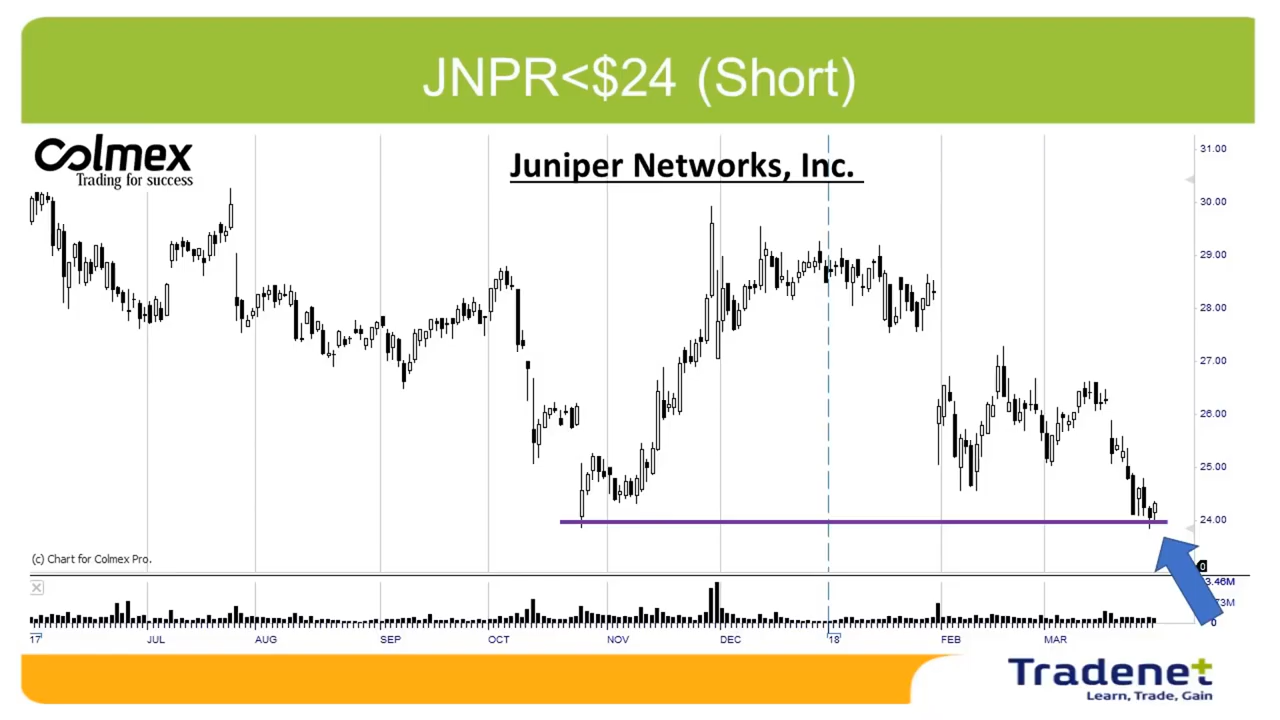 JNPR<$24 (Short)
Colmex
Trading for success
Juniper Networks, Inc.
31.00
30.00
29.00
28.00
27.00
26.00
25.00
24.00
(c) Chart for Colmex Pro.
0
3.46M
73M
0
17 JUL AUG SEP OCT NOV DEC 18 FEB MAR
Tradenet
Learn, Trade, Gain